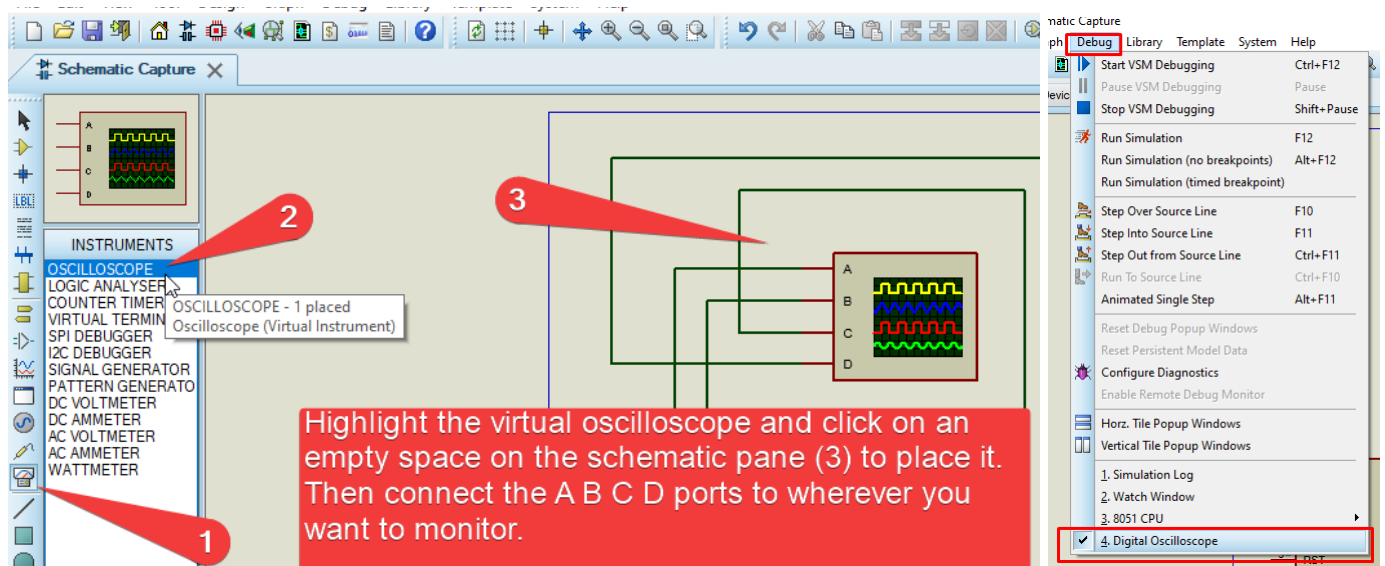 Schematic Capture
LBL
A
B
C
D
2
3
1
INSTRUMENTS
OSCILLOSCOPE
LOGIC ANALYSER
COUNTER TIMER
VIRTUAL TERMIN
SPI DEBUGGER
I2C DEBUGGER
SIGNAL GENERATOR
PATTERN GENERATO
DC VOLTMETER
DC AMMETER
AC VOLTMETER
AC AMMETER
WATTMETER
OSCILLOSCOPE - 1 placed
Oscilloscope (Virtual Instrument)
A
B
C
D
Highlight the virtual oscilloscope and click on an
empty space on the schematic pane (3) to place it.
Then connect the A B C D ports to wherever you
want to monitor.
matic Capture
ph Debug Library Template System Help
Devic
Start VSM Debugging Ctrl+F12
Pause VSM Debugging Pause
Stop VSM Debugging Shift+Pause
Run Simulation F12
Run Simulation (no breakpoints) Alt+F12
Run Simulation (timed breakpoint)
Step Over Source Line F10
Step Into Source Line F11
Step Out from Source Line Ctrl+F11
Run To Source Line Ctrl+F10
Animated Single Step Alt+F11
Reset Debug Popup Windows
Reset Persistent Model Data
Configure Diagnostics
Enable Remote Debug Monitor
Horz. Tile Popup Windows
Vertical Tile Popup Windows
1. Simulation Log
2. Watch Window
3. 8051 CPU
4. Digital Oscilloscope